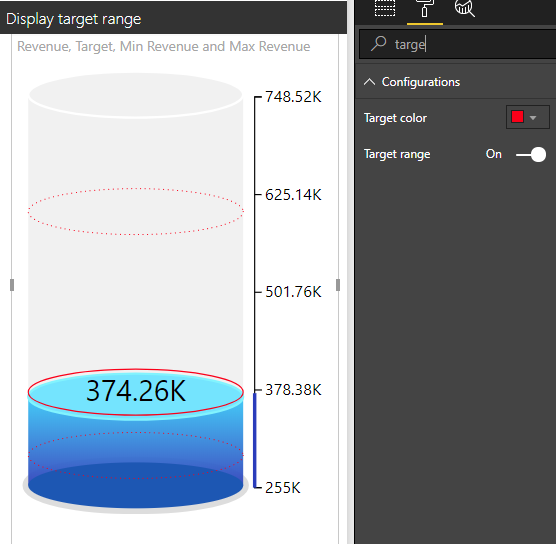 Display target range
Revenue, Target, Min Revenue and Max Revenue
748.52K
625.14K
501.76K
374.26K
378.38K
255K
targe
Configurations
Target color
Target range On